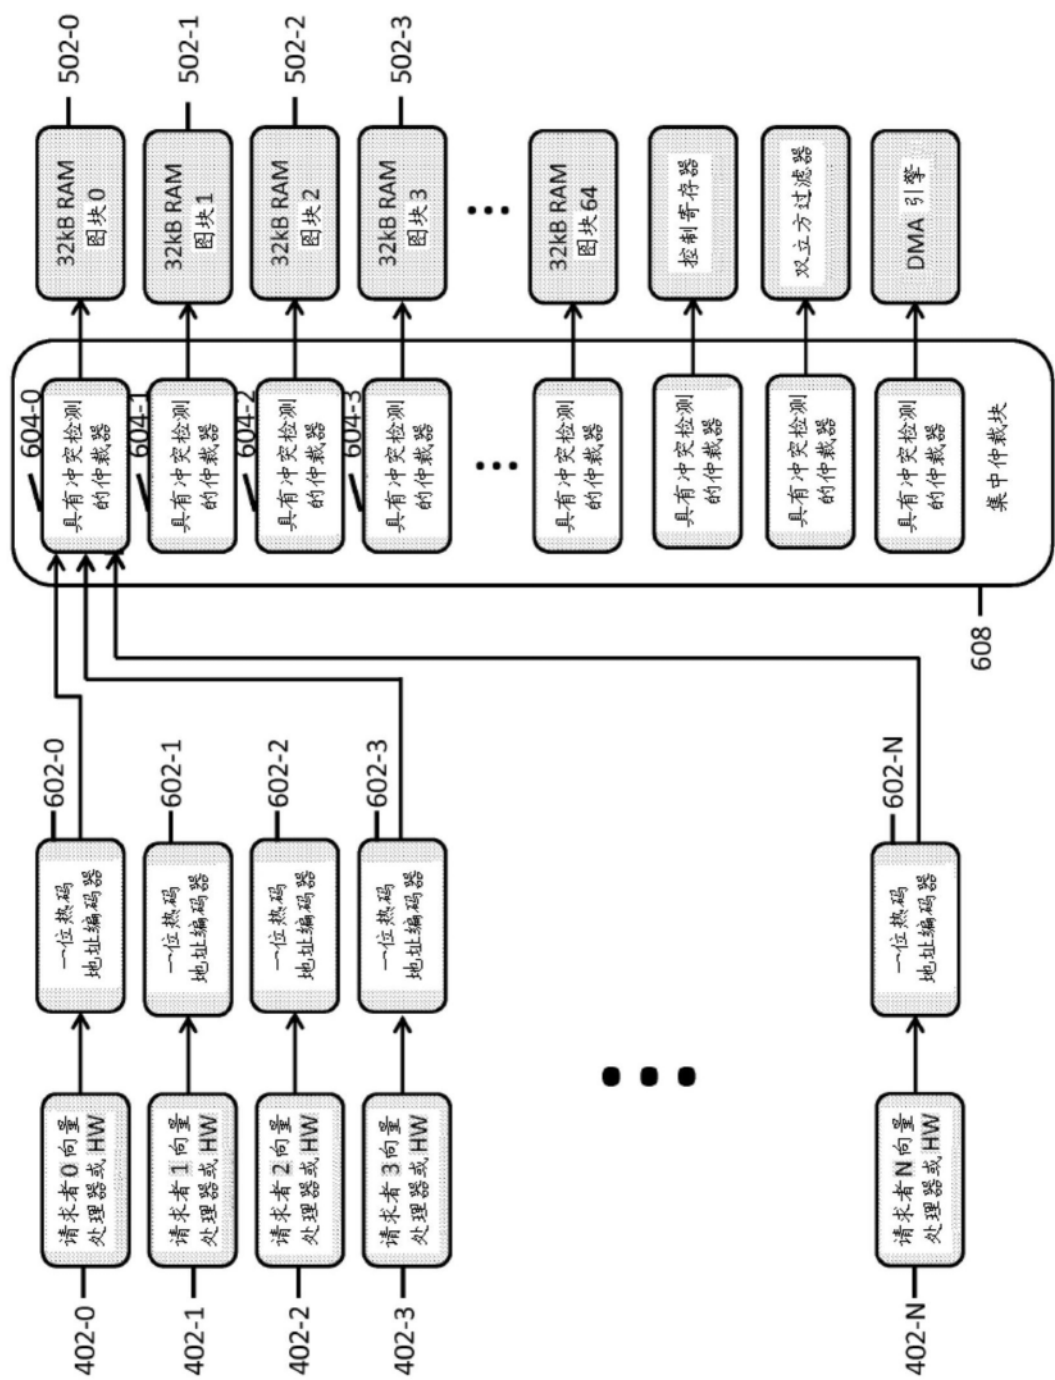 402-0
请求者0向量
处理器或 HW
602-0
一位热码
地址编码器
604-0
具有冲突检测
的仲裁器
502-0
32kB RAM
图块0
402-1
请求者1向量
处理器或 HW
602-1
一位热码
地址编码器
604-1
具有冲突检测
的仲裁器
502-1
32kB RAM
图块1
402-2
请求者2向量
处理器或 HW
602-2
一位热码
地址编码器
604-2
具有冲突检测
的仲裁器
502-2
32kB RAM
图块2
402-3
请求者3向量
处理器或 HW
602-3
一位热码
地址编码器
604-3
具有冲突检测
的仲裁器
502-3
32kB RAM
图块3
...
...
...
具有冲突检测
的仲裁器
32kB RAM
图块64
具有冲突检测
的仲裁器
控制寄存器
具有冲突检测
的仲裁器
双立方过滤器
402-N
请求者N向量
处理器或 HW
602-N
一位热码
地址编码器
具有冲突检测
的仲裁器
DMA 引擎
608
集中仲裁块